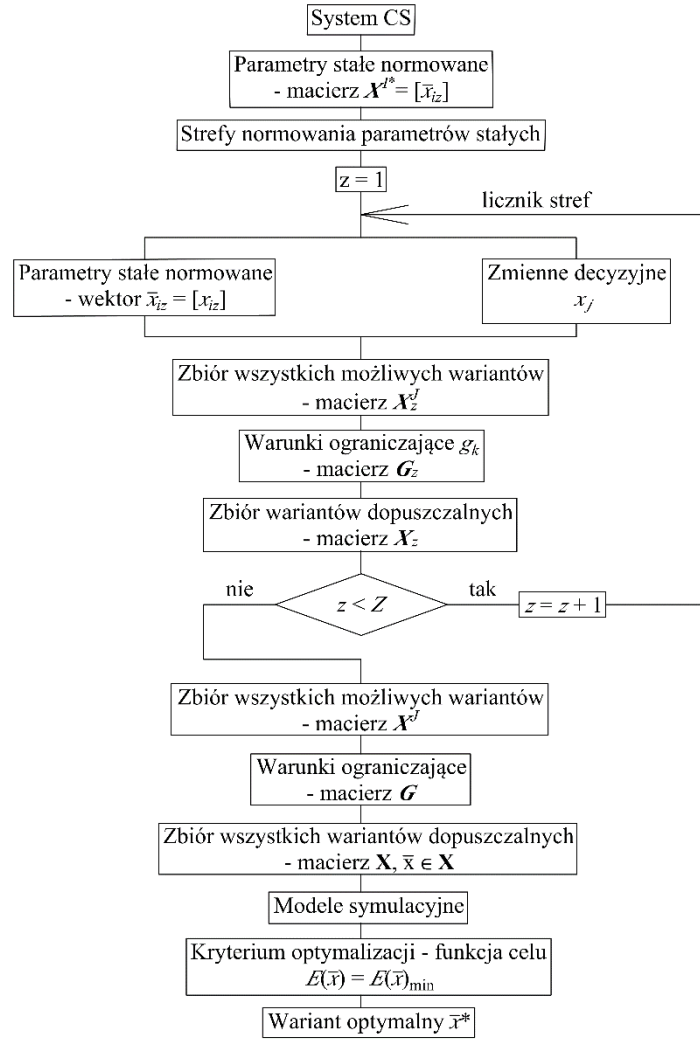 System CS
Parametry stałe normowane
- macierz X^I* = [x̅_iz]
Strefy normowania parametrów stałych
z = 1
licznik stref
Parametry stałe normowane
- wektor x̅_iz = [x_iz]
Zmienne decyzyjne
x_j
Zbiór wszystkich możliwych wariantów
- macierz X_z^J
Warunki ograniczające g_k
- macierz G_z
Zbiór wariantów dopuszczalnych
- macierz X_z
nie
z < Z
tak
z = z + 1
Zbiór wszystkich możliwych wariantów
- macierz X^J
Warunki ograniczające
- macierz G
Zbiór wszystkich wariantów dopuszczalnych
- macierz X, x̅ ∈ X
Modele symulacyjne
Kryterium optymalizacji - funkcja celu
E(x̅) = E(x̅)_min
Wariant optymalny x̅*